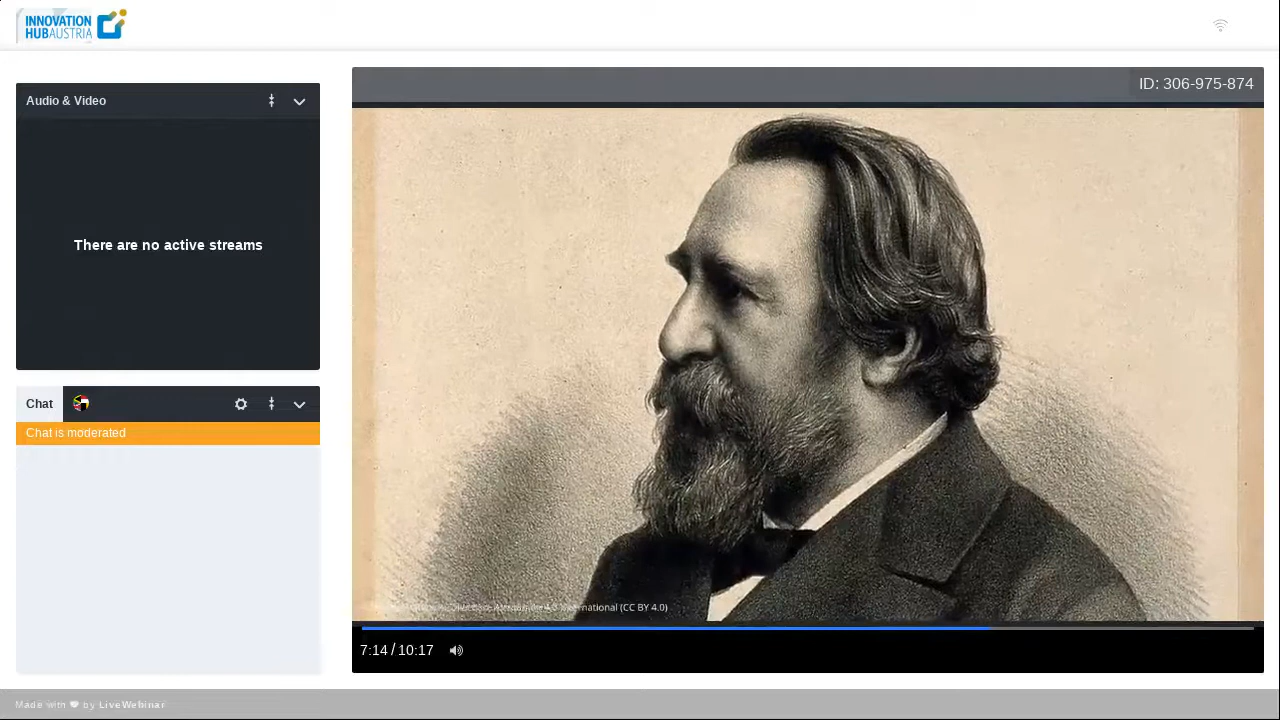 INNOVATION
HUBAUSTRIA
Audio & Video
There are no active streams
Chat
Chat is moderated
ID: 306-975-874
International (CC BY 4.0)
7:14 / 10:17
Made with by LiveWebinar